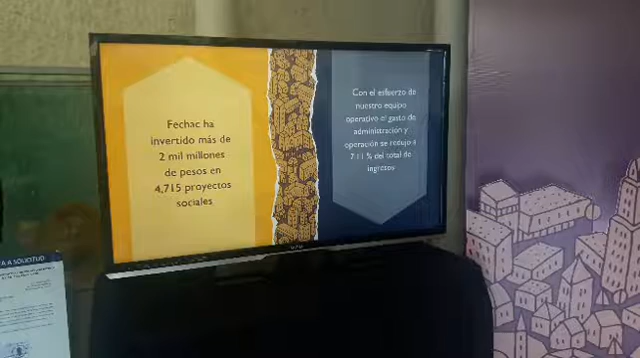 Fechac ha
invertido más de
2 mil millones
de pesos en
4,715 proyectos
sociales
Con el esfuerzo de
nuestro equipo
operativo el gasto de
administración y
operación se redujo a
7.11 % del total de
ingresos
A A SOLICITUD